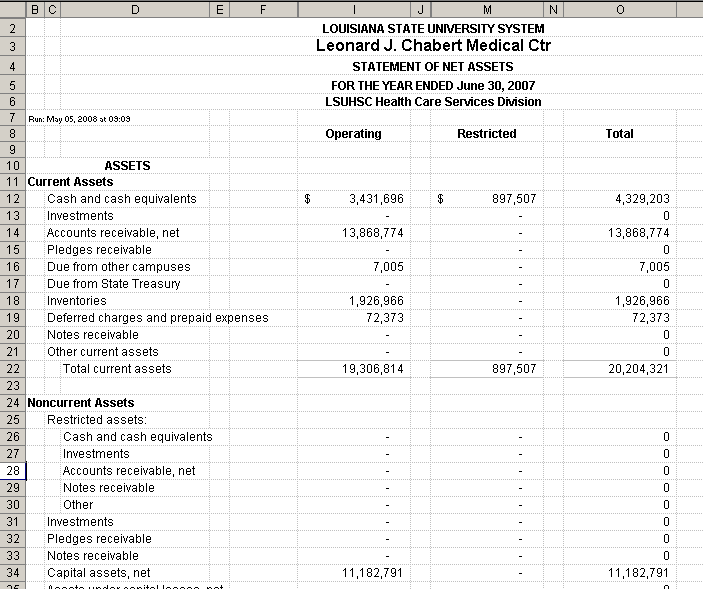 B C D E F I J M N O
2 LOUISIANA STATE UNIVERSITY SYSTEM
3 Leonard J. Chabert Medical Ctr
4 STATEMENT OF NET ASSETS
5 FOR THE YEAR ENDED June 30, 2007
6 LSUHSC Health Care Services Division
7 Run: May 05, 2008 at 09:09
8 Operating Restricted Total
9
10 ASSETS
11 Current Assets
12 Cash and cash equivalents $ 3,431,696 $ 897,507 4,329,203
13 Investments - - 0
14 Accounts receivable, net 13,868,774 - 13,868,774
15 Pledges receivable - - 0
16 Due from other campuses 7,005 - 7,005
17 Due from State Treasury - - 0
18 Inventories 1,926,966 - 1,926,966
19 Deferred charges and prepaid expenses 72,373 - 72,373
20 Notes receivable - - 0
21 Other current assets - - 0
22 Total current assets 19,306,814 897,507 20,204,321
23
24 Noncurrent Assets
25 Restricted assets:
26 Cash and cash equivalents - - 0
27 Investments - - 0
28 Accounts receivable, net - - 0
29 Notes receivable - - 0
30 Other - - 0
31 Investments - - 0
32 Pledges receivable - - 0
33 Notes receivable - - 0
34 Capital assets, net 11,182,791 - 11,182,791